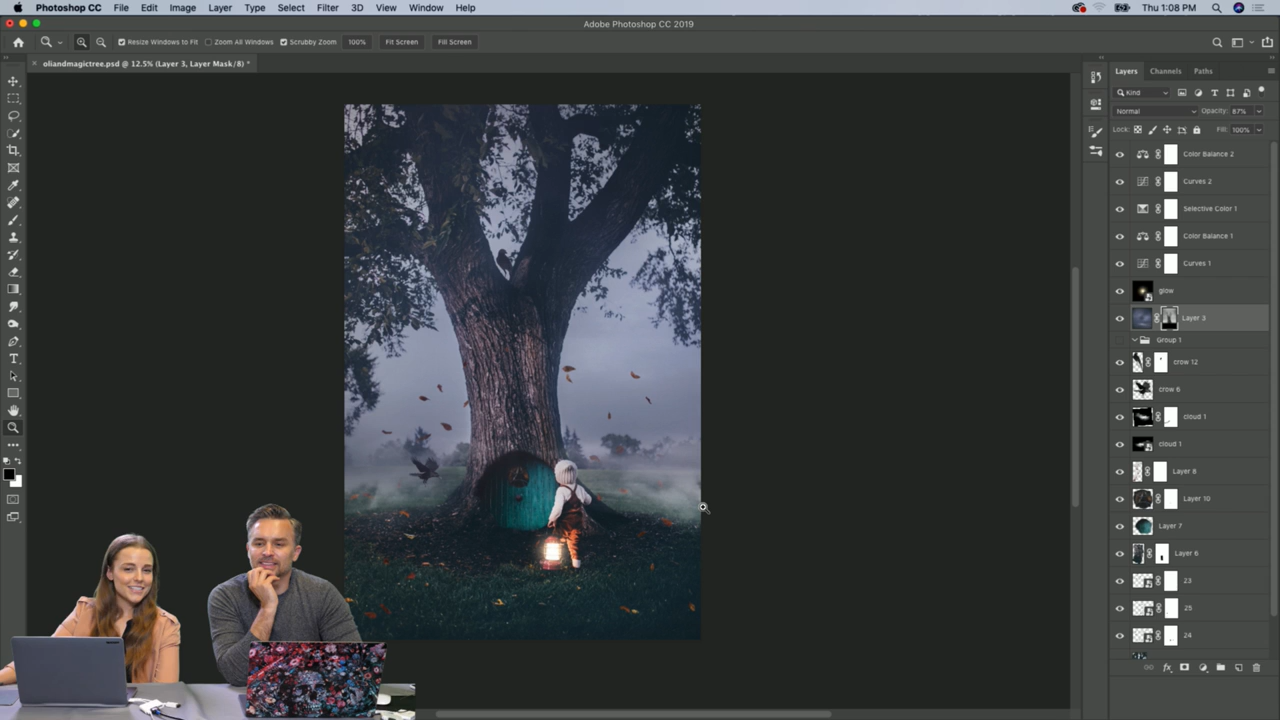 Photoshop CC File Edit Image Layer Type Select Filter 3D View Window Help Thu 1:08 PM
Adobe Photoshop CC 2019
Resize Windows to Fit Zoom All Windows Scrubby Zoom 100% Fit Screen Fill Screen
oliandmagictree.psd @ 12.5% (Layer 3, Layer Mask/8) *
Layers Channels Paths
Kind
Normal Opacity: 87%
Lock: Fill: 100%
Color Balance 2
Curves 2
Selective Color 1
Color Balance 1
Curves 1
glow
Layer 3
Group 1
crow 12
crow 6
cloud 1
cloud 1
Layer 8
Layer 10
Layer 7
Layer 6
23
25
24
fx